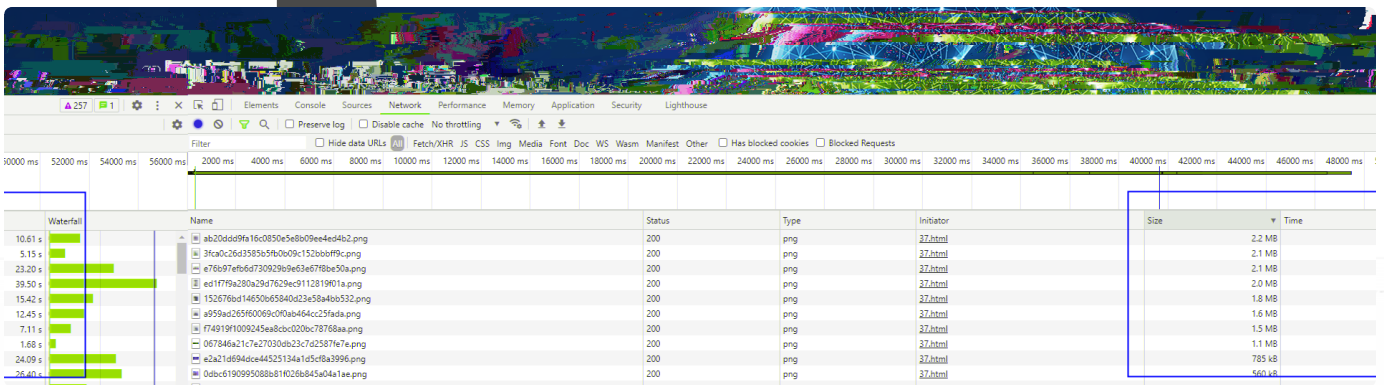 257 1 Elements Console Sources Network Performance Memory Application Security Lighthouse
Preserve log Disable cache No throttling
Filter Hide data URLs All Fetch/XHR JS CSS Img Media Font Doc WS Wasm Manifest Other Has blocked cookies Blocked Requests
50000 ms 52000 ms 54000 ms 56000 ms 2000 ms 4000 ms 6000 ms 8000 ms 10000 ms 12000 ms 14000 ms 16000 ms 18000 ms 20000 ms 22000 ms 24000 ms 26000 ms 28000 ms 30000 ms 32000 ms 34000 ms 36000 ms 38000 ms 40000 ms 42000 ms 44000 ms 46000 ms 48000 ms
Waterfall Name Status Type Initiator Size Time
10.61 s ab20ddd9fa16c0850e5e8b09ee4ed4b2.png 200 png 37.html 2.2 MB
5.15 s 3fca0c26d3585b5fb0b09c152bbbff9c.png 200 png 37.html 2.1 MB
23.20 s e76b97efb6d730929b9e63e67f8be50a.png 200 png 37.html 2.1 MB
39.50 s ed1f7f9a280a29d7629ec9112819f01a.png 200 png 37.html 2.0 MB
15.42 s 152676bd14650b65840d23e58a4bb532.png 200 png 37.html 1.8 MB
12.45 s a959ad265f60069c0f0ab464cc25fada.png 200 png 37.html 1.6 MB
7.11 s f74919f1009245ea8cbc020bc78768aa.png 200 png 37.html 1.5 MB
1.68 s 067846a21c7e27030db23c7d2587fe7e.png 200 png 37.html 1.1 MB
24.09 s e2a21d694dce44525134a1d5cf8a3996.png 200 png 37.html 785 kB
26.40 s 0dbc6190995088b81f026b845a04a1ae.png 200 png 37.html 560 kB